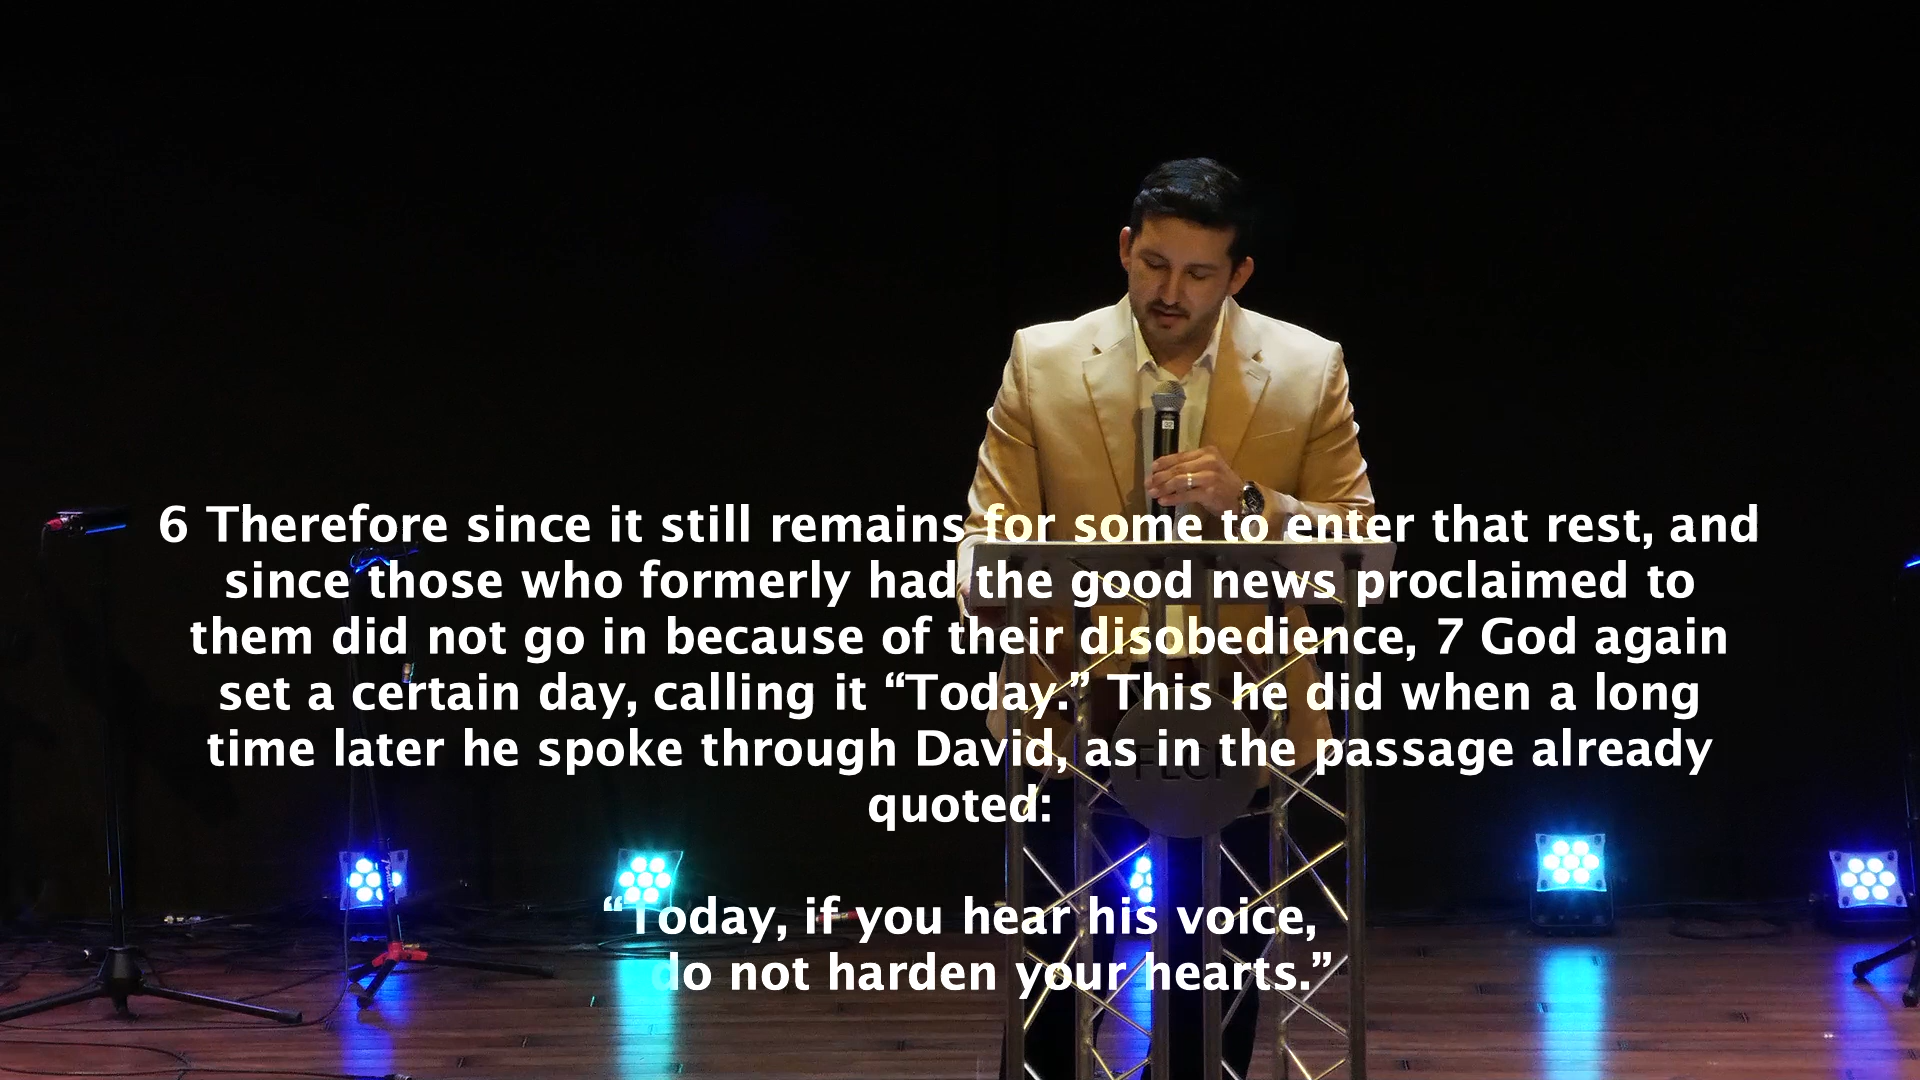 6 Therefore since it still remains for some to enter that rest, and
since those who formerly had the good news proclaimed to
them did not go in because of their disobedience, 7 God again
set a certain day, calling it “Today.” This he did when a long
time later he spoke through David, as in the passage already
quoted:
“Today, if you hear his voice,
do not harden your hearts.”